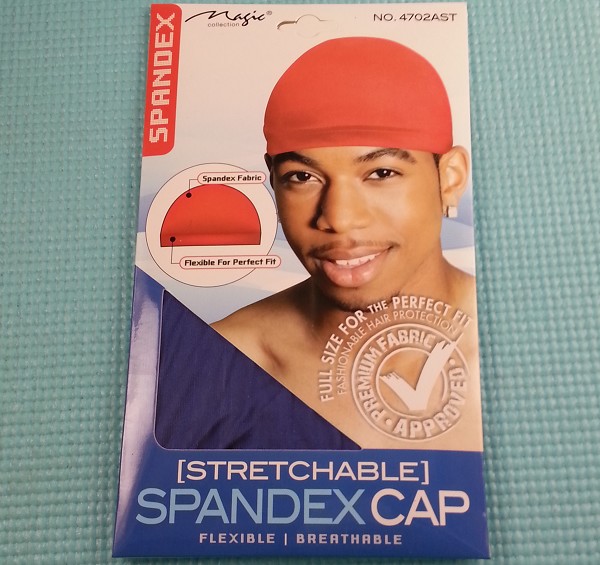 SPANDEX
Magic®
collection
NO. 4702AST
Spandex Fabric
Flexible For Perfect Fit
FULL SIZE FOR THE PERFECT FIT
FASHIONABLE HAIR PROTECTION
PREMIUM FABRIC
APPROVED
[STRETCHABLE]
SPANDEX CAP
FLEXIBLE | BREATHABLE